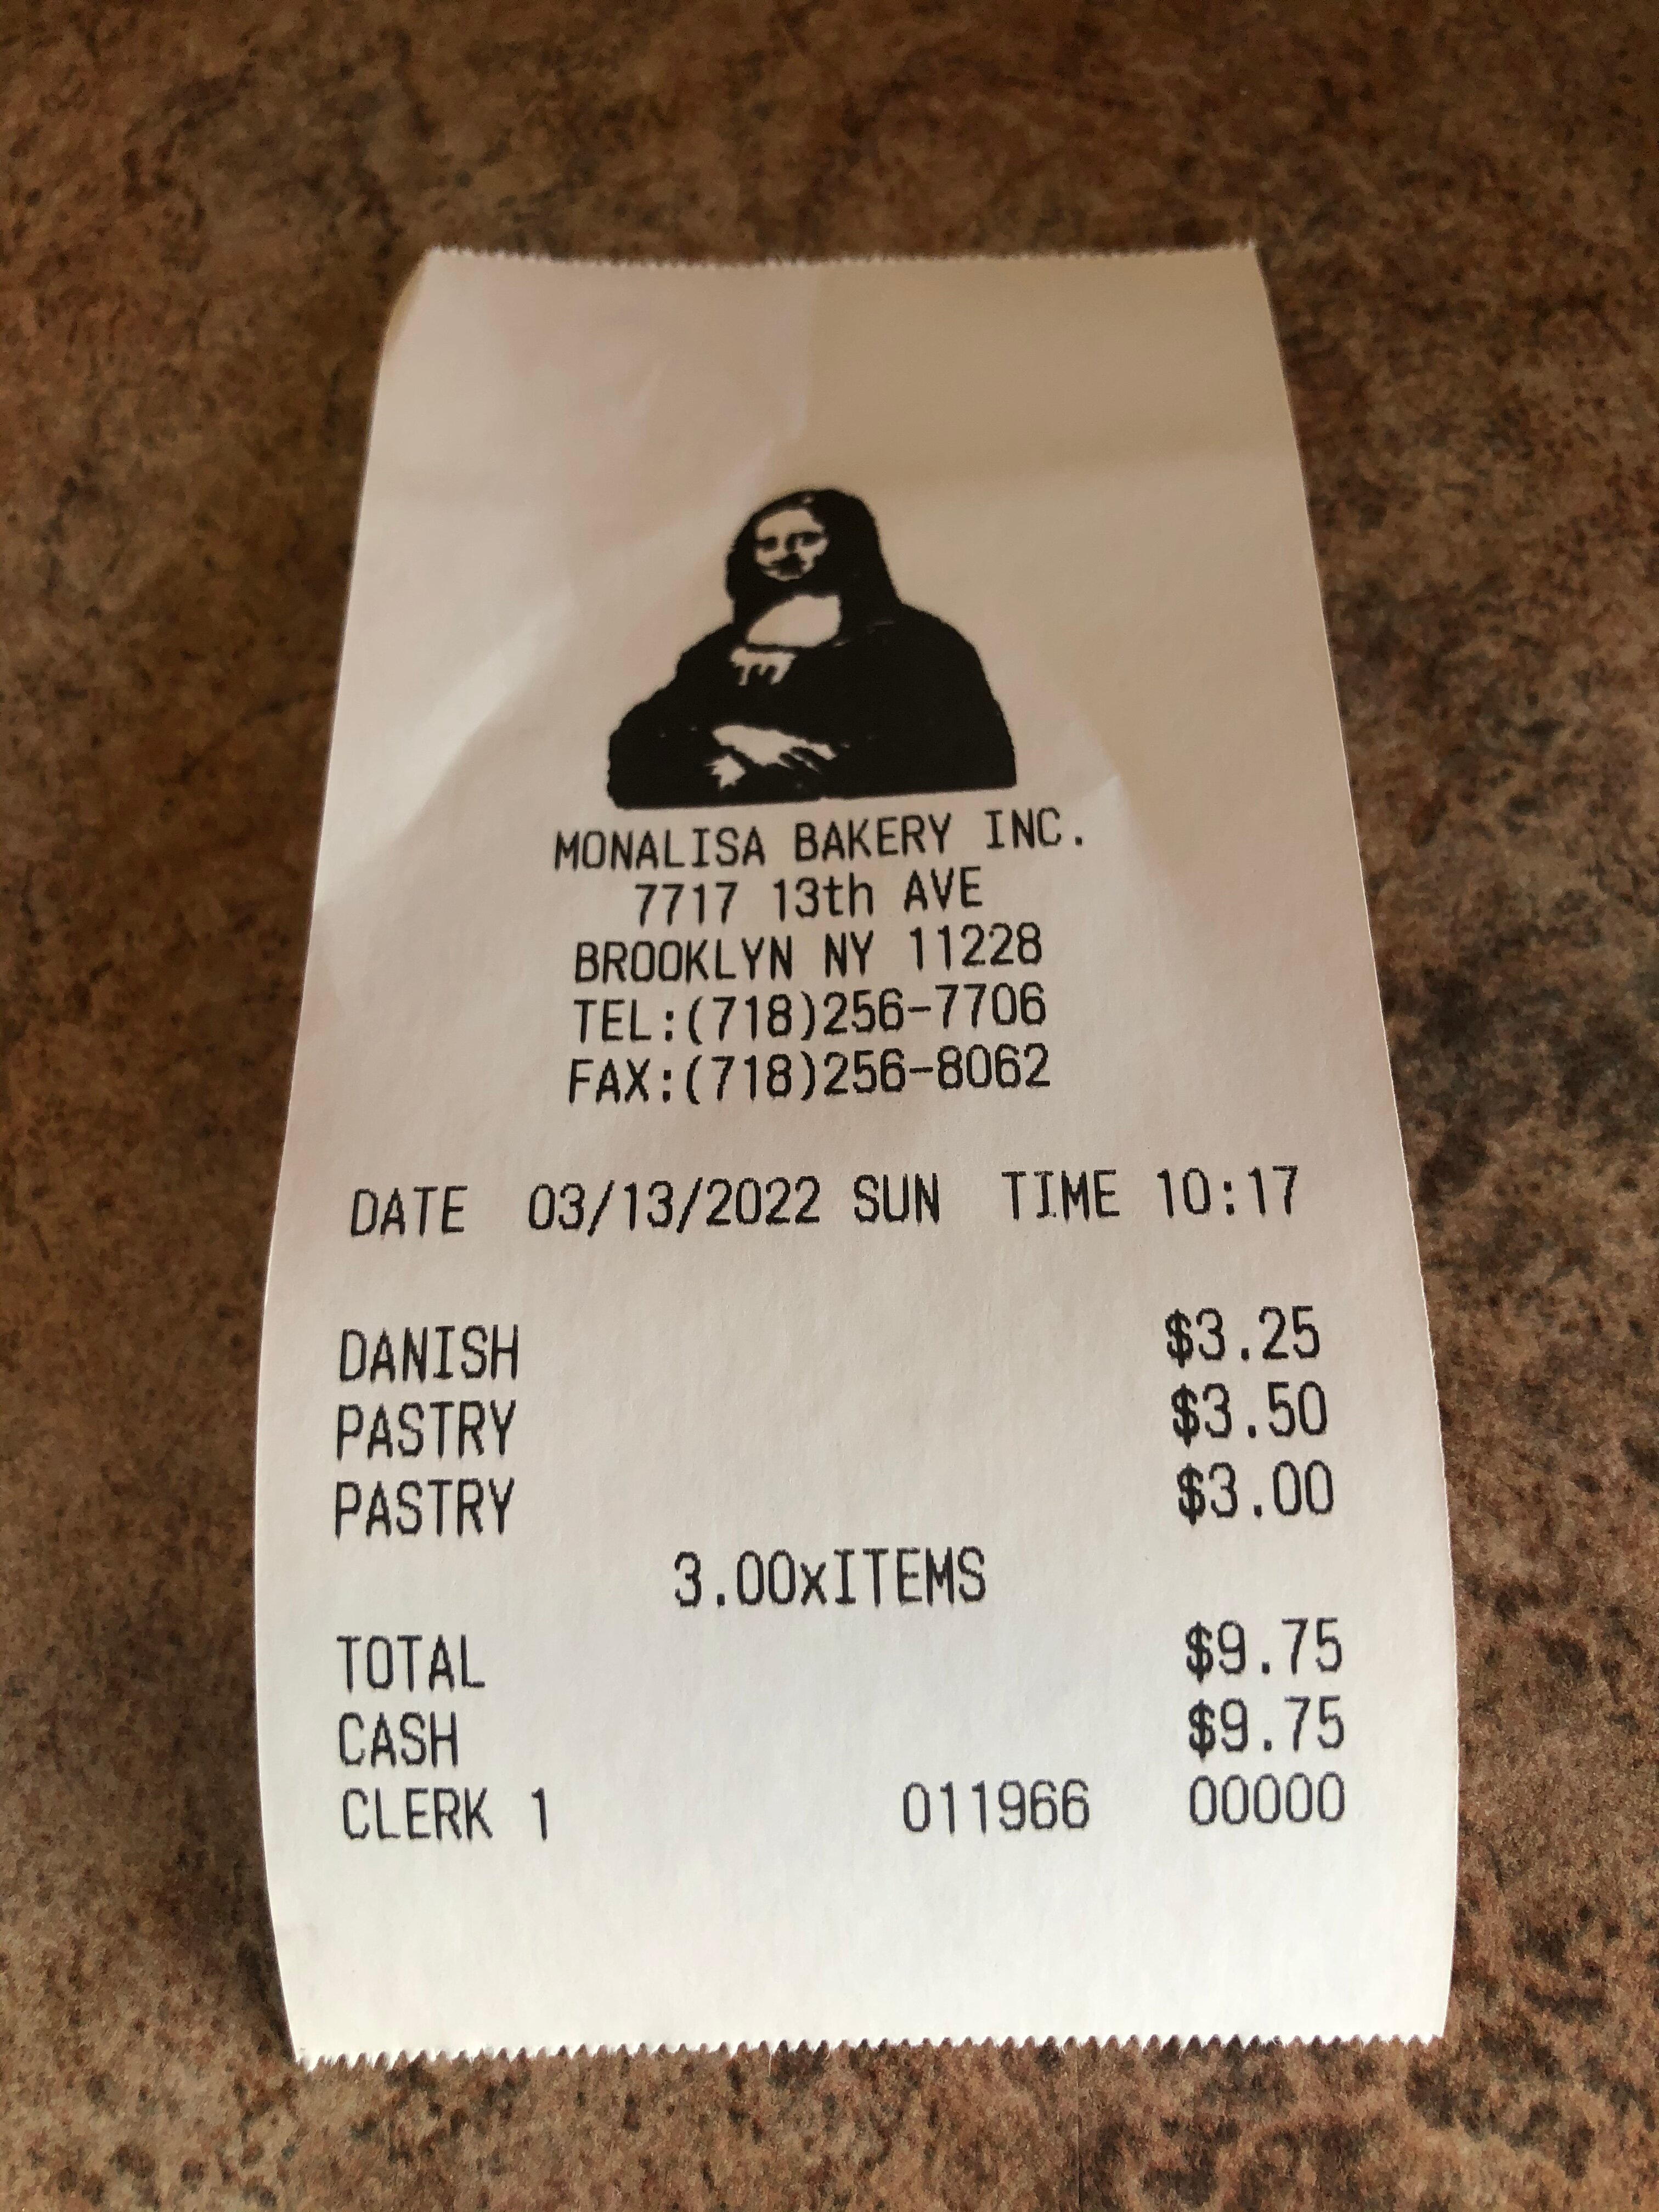 MONALISA BAKERY INC.
7717 13th AVE
BROOKLYN NY 11228
TEL:(718)256-7706
FAX:(718)256-8062
DATE 03/13/2022 SUN TIME 10:17
DANISH $3.25
PASTRY $3.50
PASTRY $3.00
3.00xITEMS
TOTAL $9.75
CASH $9.75
CLERK 1 011966 00000